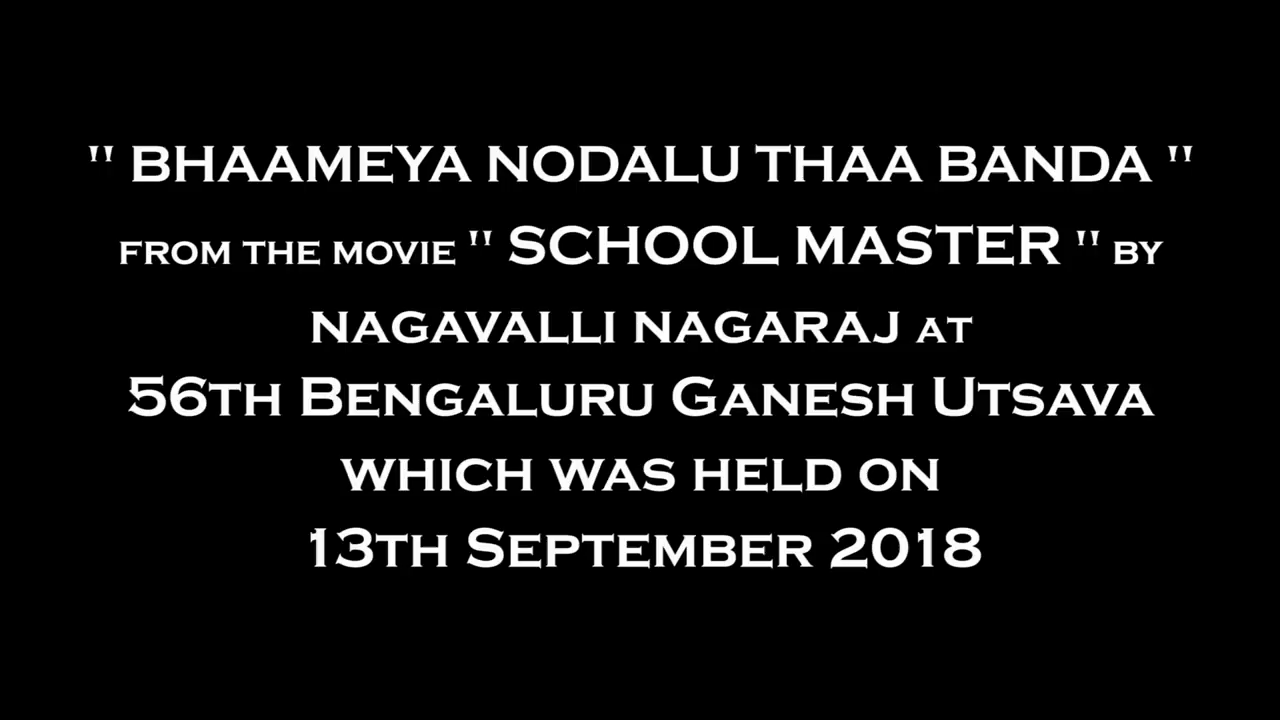 " BHAAMEYA NODALU THAA BANDA "
FROM THE MOVIE " SCHOOL MASTER " BY
NAGAVALLI NAGARAJ AT
56TH BENGALURU GANESH UTSAVA
WHICH WAS HELD ON
13TH SEPTEMBER 2018